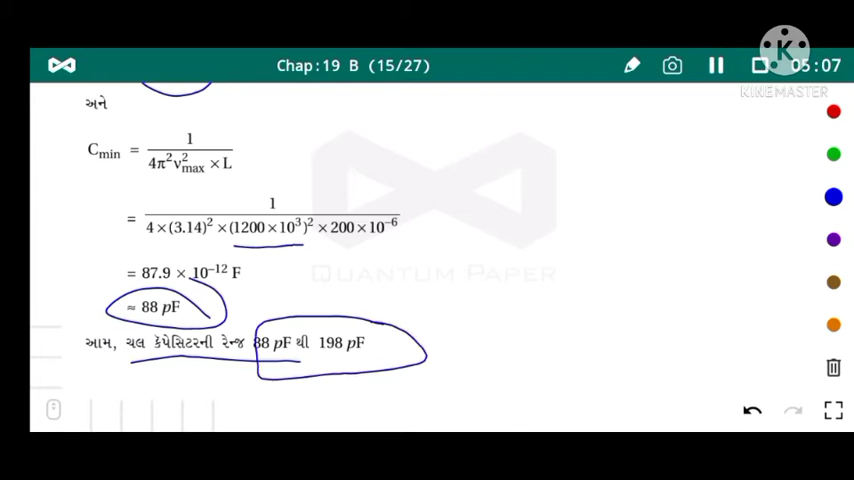 Chap:19 B (15/27)
05:07
KINEMASTER
અને
C_min = 1 / (4π²ν²_max × L)
= 1 / (4×(3.14)²×(1200×10³)²×200×10⁻⁶)
= 87.9 × 10⁻¹² F
≈ 88 pF
QUANTUM PAPER
આમ, ચલ કૅપેસિટરની રેન્જ 88 pF થી 198 pF